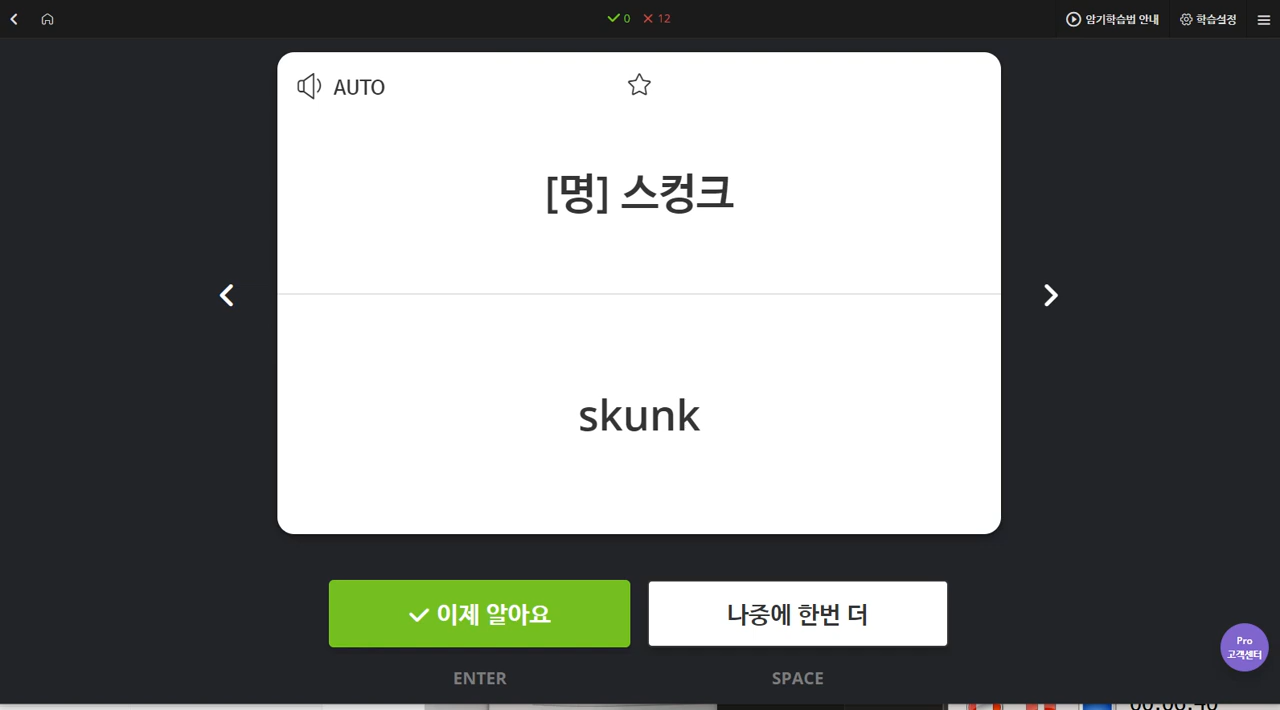 0 12
암기학습법 안내 학습설정
AUTO
[명] 스컹크
skunk
이제 알아요
나중에 한번 더
ENTER
SPACE
Pro
고객센터